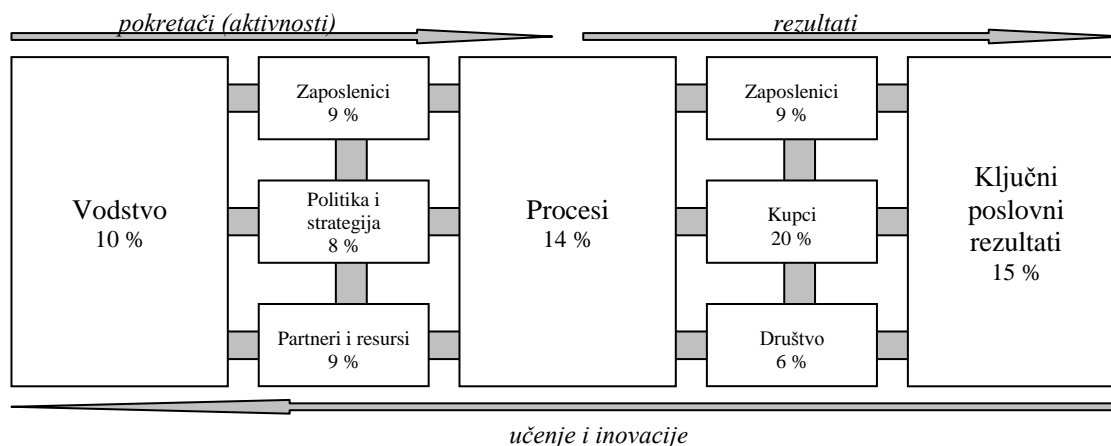 pokretači (aktivnosti)
rezultati
Vodstvo
10 %
Zaposlenici
9 %
Politika i
strategija
8 %
Partneri i resursi
9 %
Procesi
14 %
Zaposlenici
9 %
Kupci
20 %
Društvo
6 %
Ključni
poslovni
rezultati
15 %
učenje i inovacije